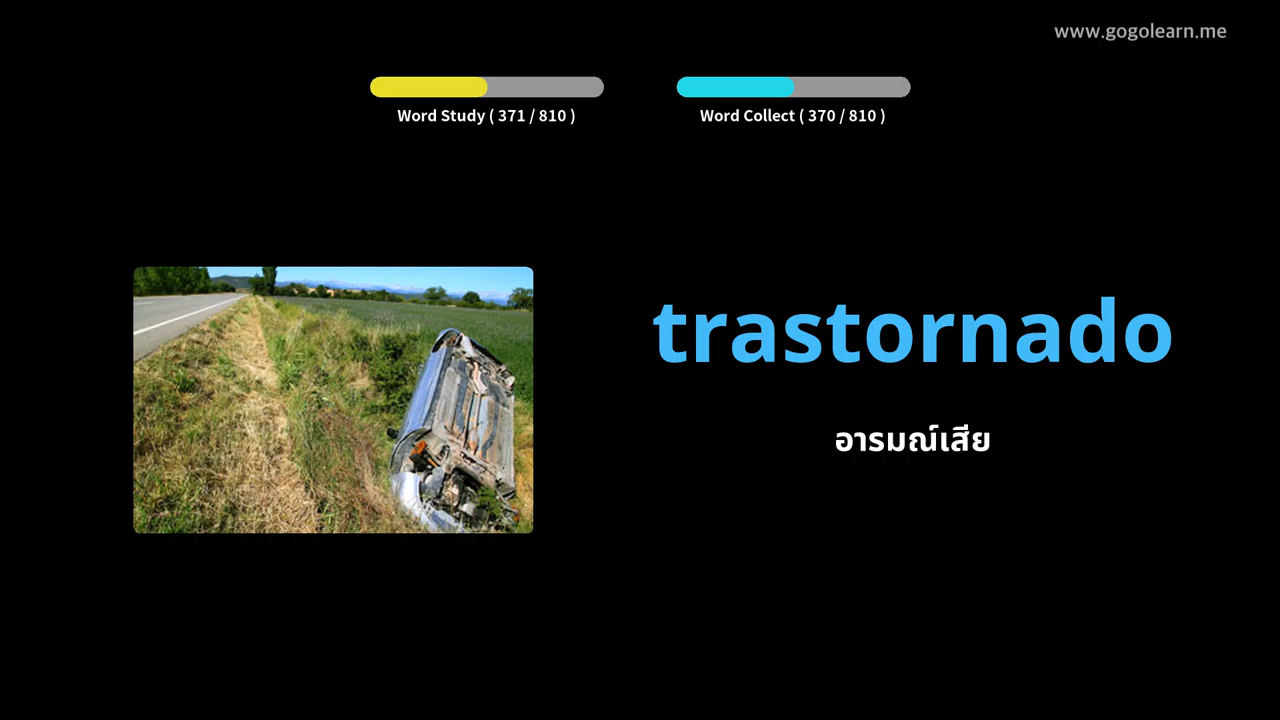 www.gogolearn.me
Word Study ( 371 / 810 )
Word Collect ( 370 / 810 )
trastornado
อารมณ์เสีย